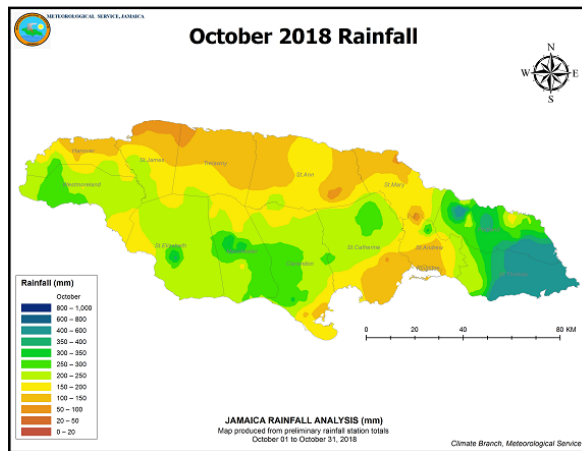 METEOROLOGICAL SERVICE, JAMAICA
October 2018 Rainfall
N
W E
S
Hanover
St.James
Trelawny
St.Ann
St.Mary
Westmoreland
St.Elizabeth
Clarendon
St.Catherine
St.Andrew
Rainfall (mm)
October
800 – 1,000
600 – 800
400 – 600
350 – 400
300 – 350
250 – 300
200 – 250
150 – 200
100 – 150
50 – 100
20 – 50
0 – 20
0 20 40 80 KM
JAMAICA RAINFALL ANALYSIS (mm)
Map produced from preliminary rainfall station totals
October 01 to October 31, 2018
Climate Branch, Meteorological Service